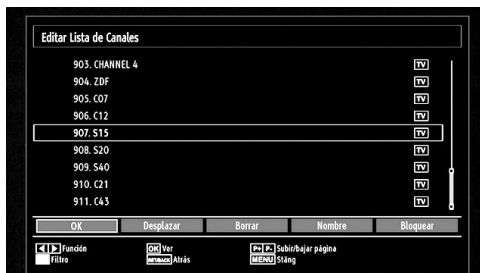 Editar Lista de Canales
903. CHANNEL 4 TV
904. ZDF TV
905. C07 TV
906. C12 TV
907. S15 TV
908. S20 TV
909. S40 TV
910. C21 TV
911. C43 TV
OK Desplazar Borrar Nombre Bloquear
Función OK Ver P+ P- Subir/bajar página
Filtro RET/BACK Atrás MENU Stäng